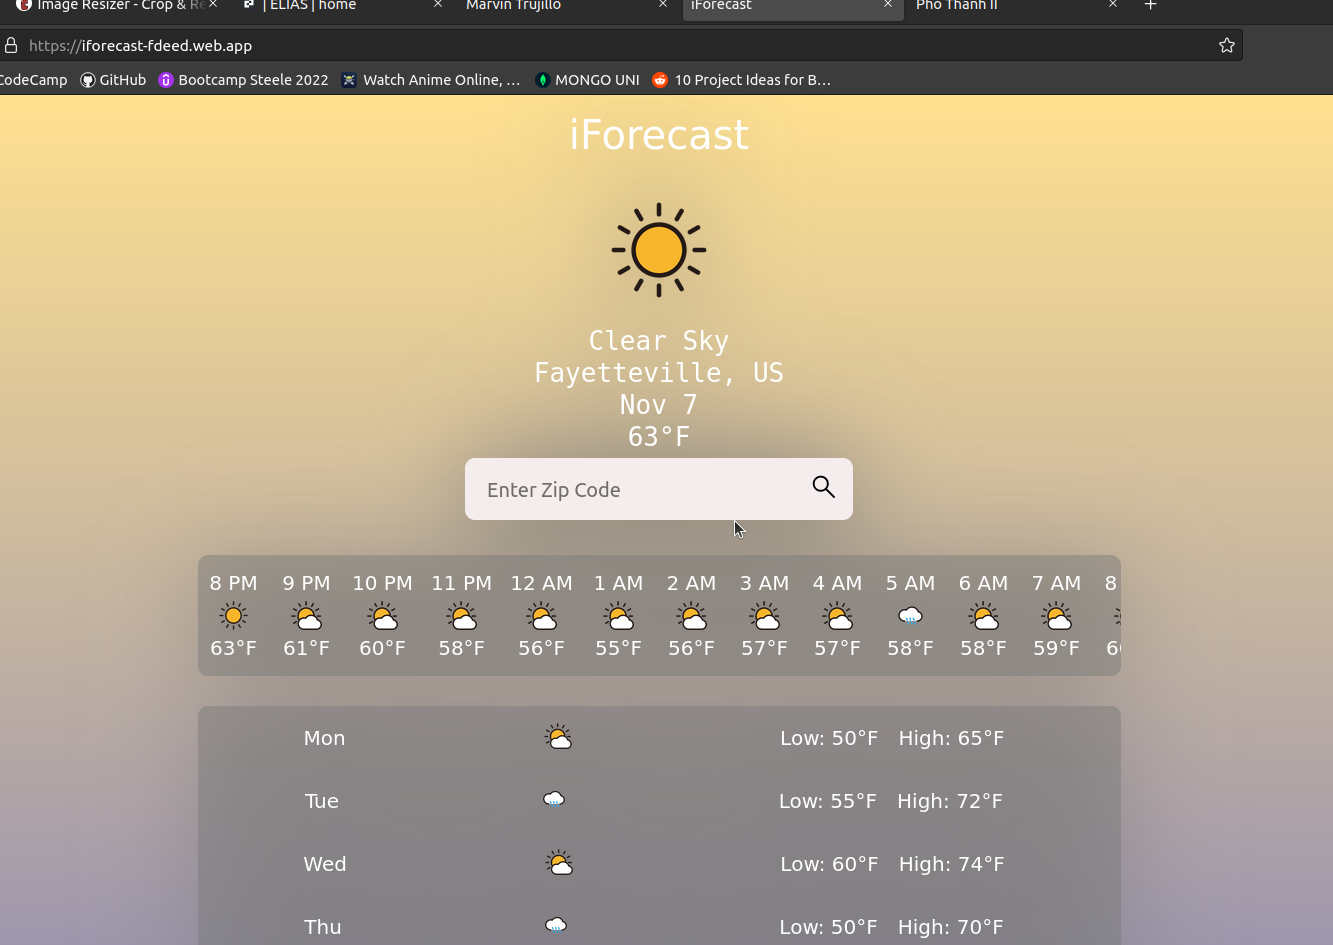 Image Resizer - Crop & Re
| ELIAS | home
Marvin Trujillo
iForecast
Pho Thanh II
https://iforecast-fdeed.web.app
CodeCamp GitHub Bootcamp Steele 2022 Watch Anime Online, … MONGO UNI 10 Project Ideas for B…
iForecast
Clear Sky
Fayetteville, US
Nov 7
63°F
Enter Zip Code
8 PM 9 PM 10 PM 11 PM 12 AM 1 AM 2 AM 3 AM 4 AM 5 AM 6 AM 7 AM 8
63°F 61°F 60°F 58°F 56°F 55°F 56°F 57°F 57°F 58°F 58°F 59°F
Mon Low: 50°F High: 65°F
Tue Low: 55°F High: 72°F
Wed Low: 60°F High: 74°F
Thu Low: 50°F High: 70°F